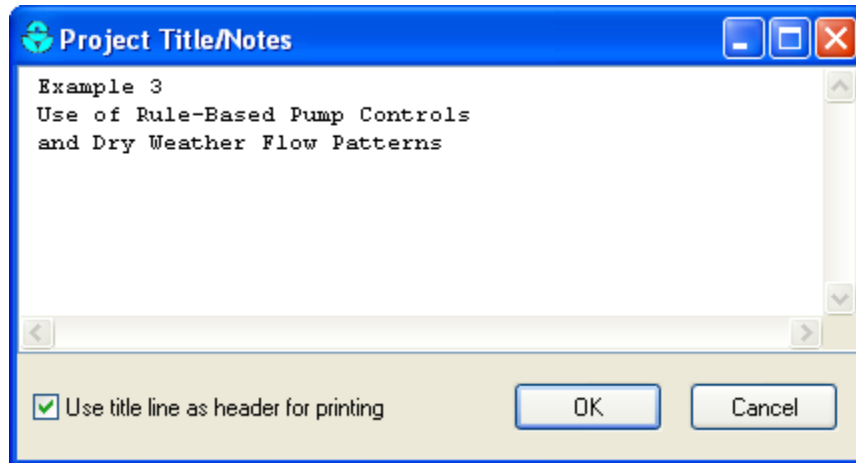 Project Title/Notes
Example 3
Use of Rule-Based Pump Controls
and Dry Weather Flow Patterns
Use title line as header for printing
OK
Cancel